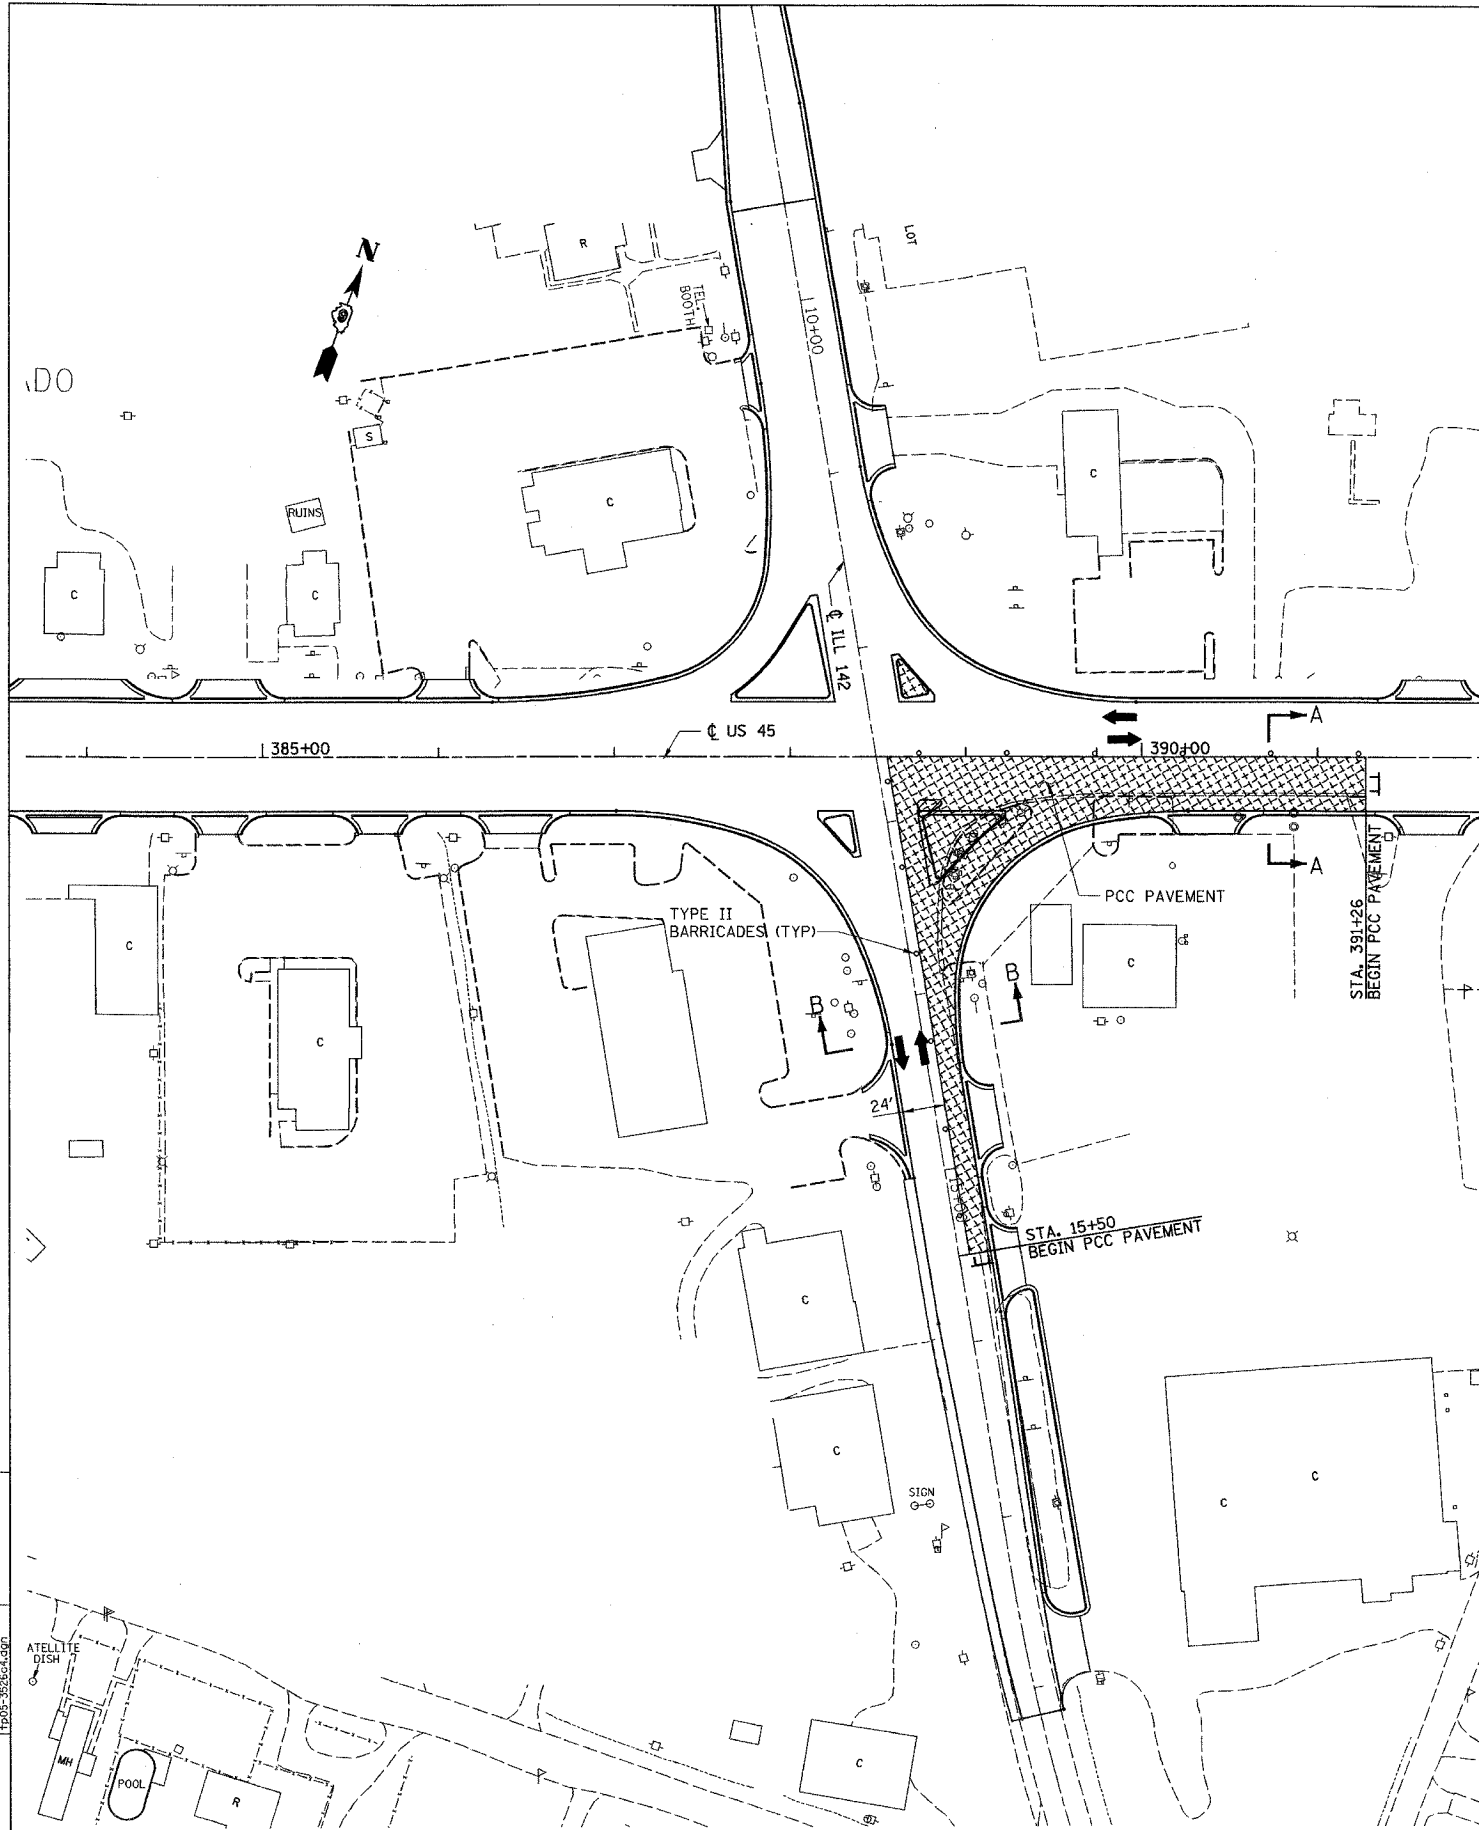 N
LOT
R
TEL.
BOOTH
10+00
DO
S
C
C
RUINS
C
C
℄ ILL 142
A
℄ US 45
385+00
390+00
A
PCC PAVEMENT
TYPE II
BARRICADES (TYP)
STA. 391+26
BEGIN PCC PAVEMENT
C
C
B
B
C
24'
STA. 15+50
BEGIN PCC PAVEMENT
C
C
C
C
SIGN
ATELLITE
DISH
MH
POOL
R
C